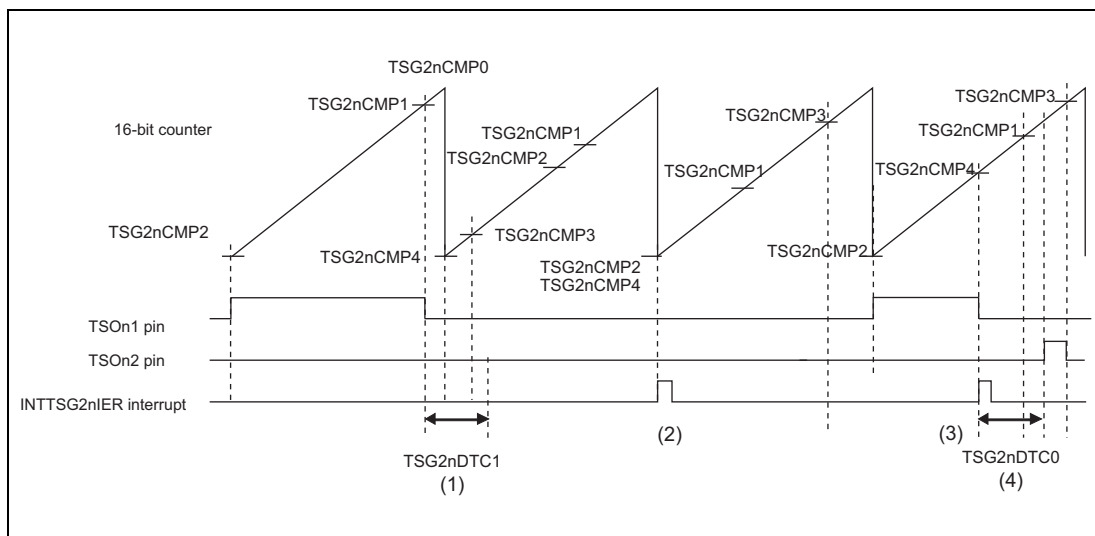 TSG2nCMP0
TSG2nCMP1
TSG2nCMP3
16-bit counter
TSG2nCMP1
TSG2nCMP3
TSG2nCMP1
TSG2nCMP2
TSG2nCMP1
TSG2nCMP4
TSG2nCMP2
TSG2nCMP3
TSG2nCMP4
TSG2nCMP2
TSG2nCMP2
TSG2nCMP4
TSOn1 pin
TSOn2 pin
INTTSG2nIER interrupt
(2)
(3)
TSG2nDTC1
TSG2nDTC0
(1)
(4)